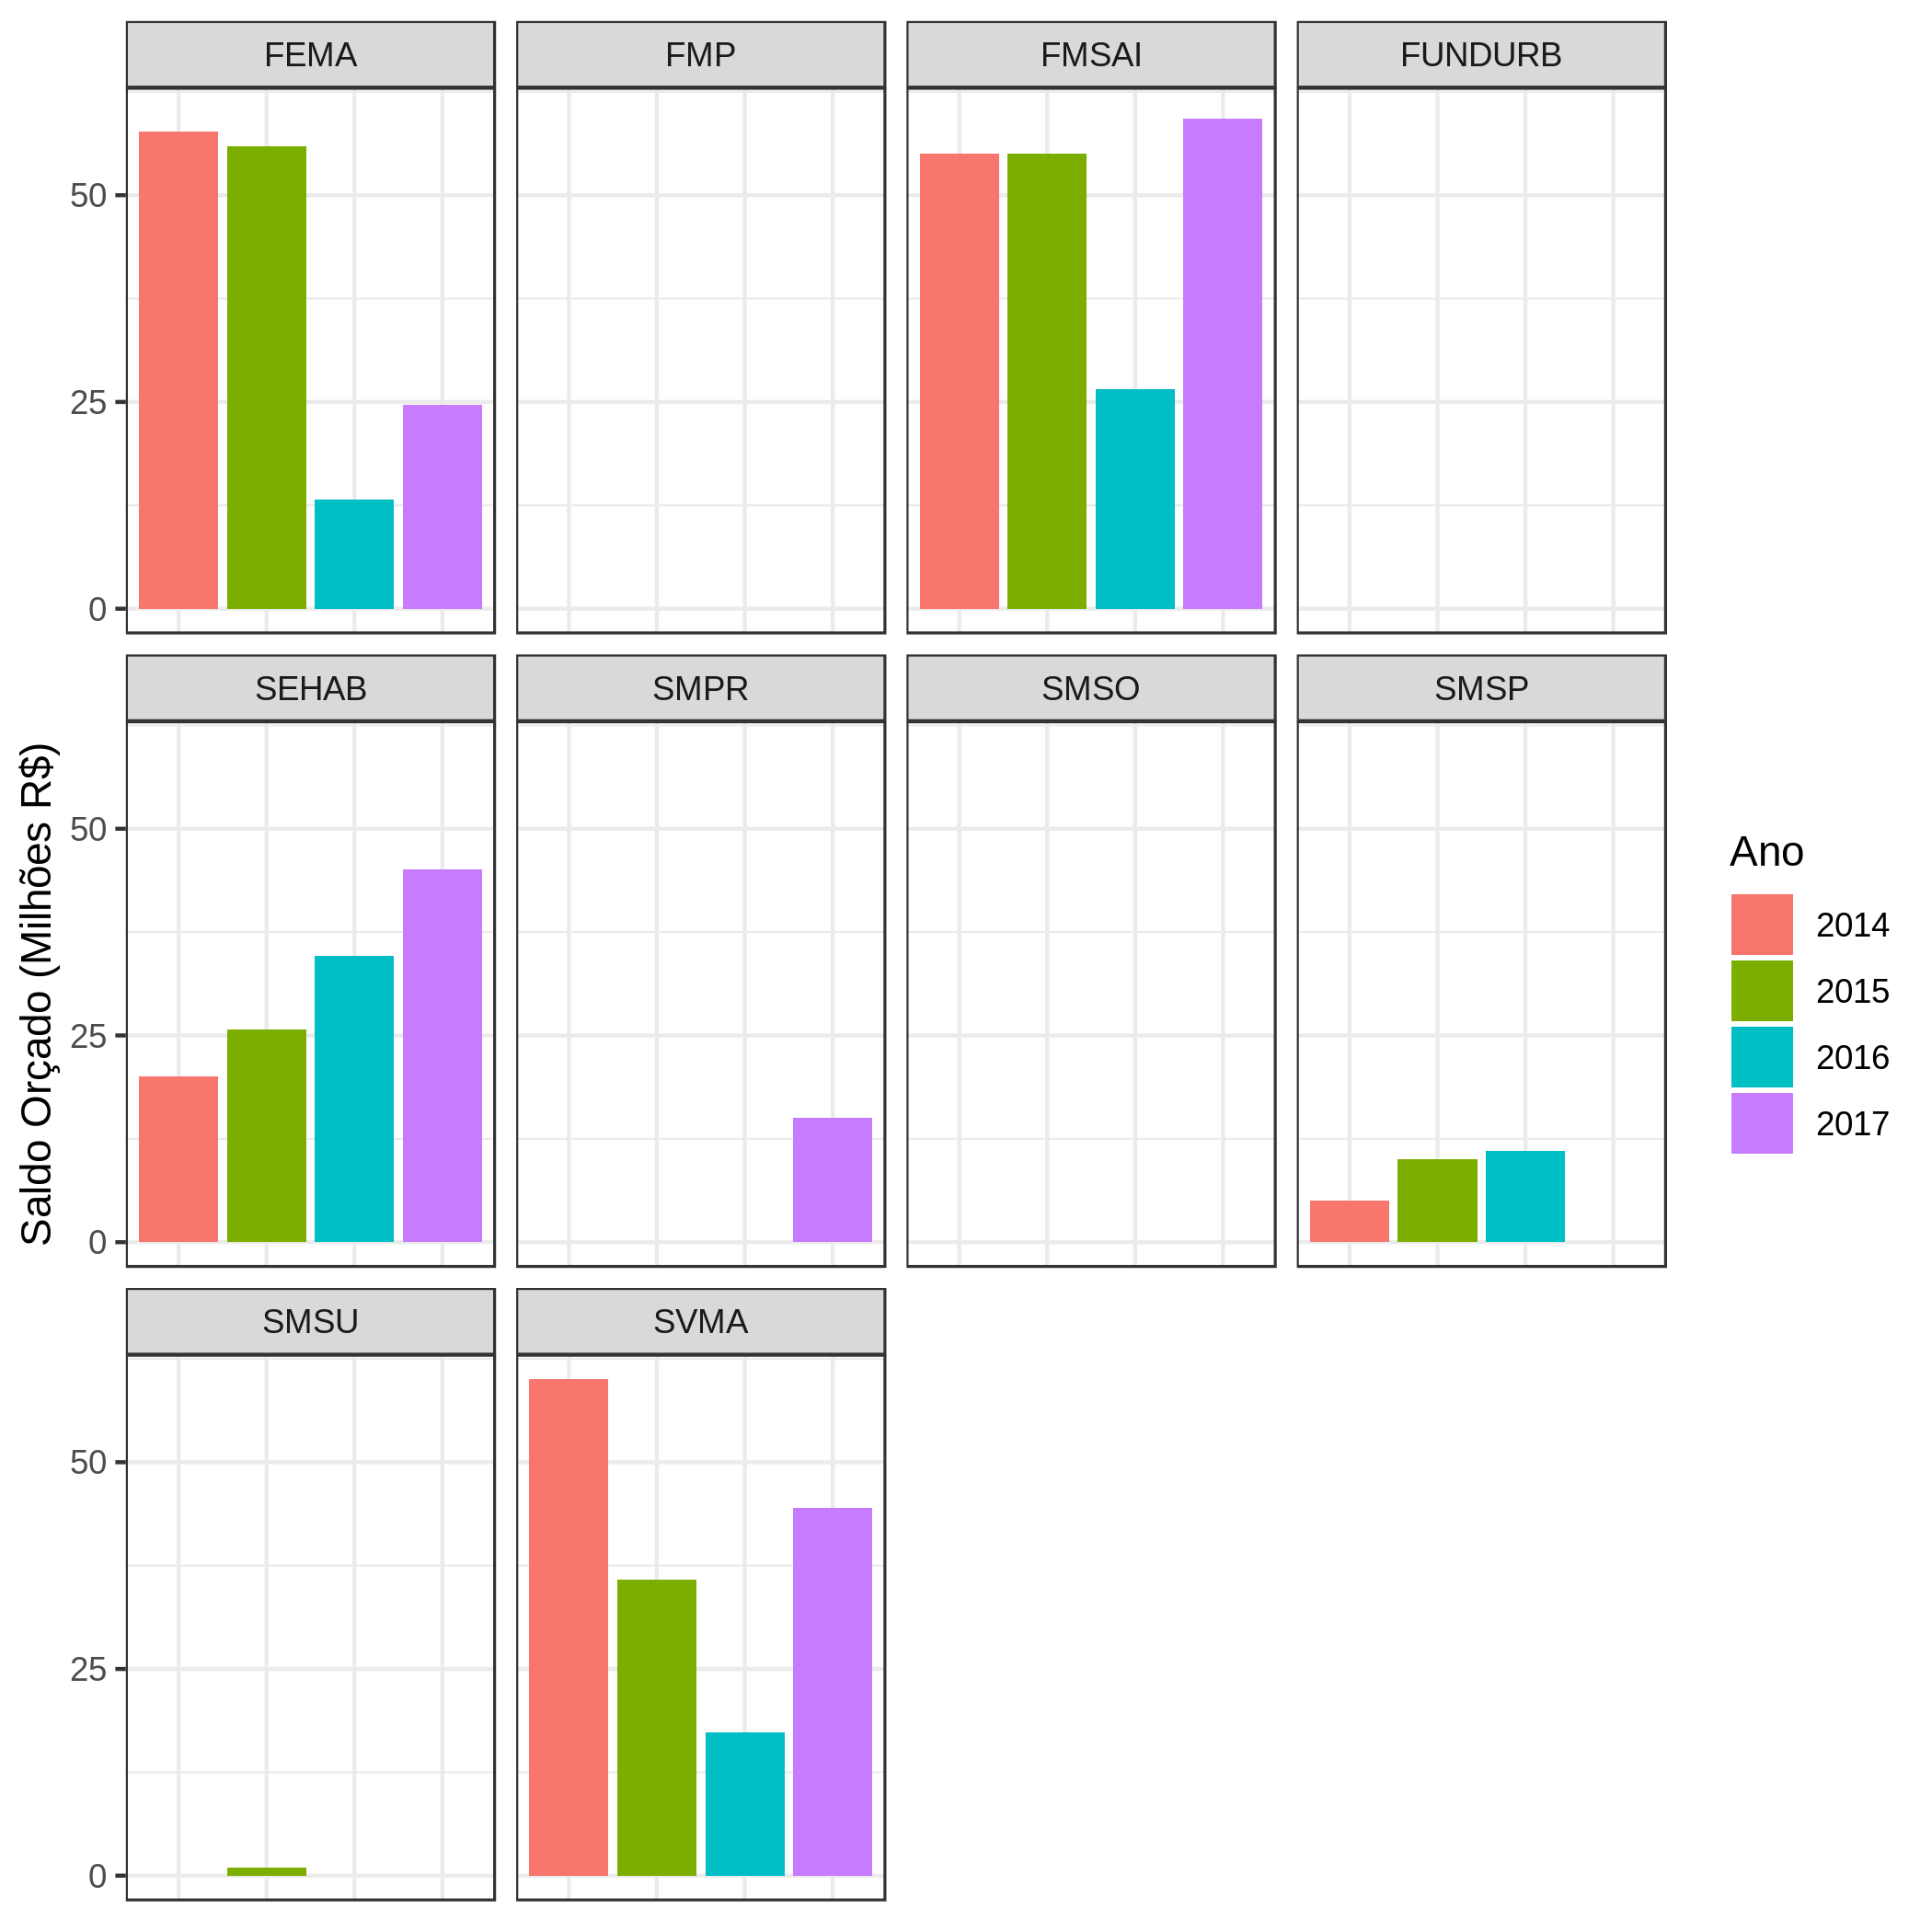 FEMA
FMP
FMSAI
FUNDURB
50
25
0
SEHAB
SMPR
SMSO
SMSP
50
25
0
SMSU
SVMA
50
25
0
Saldo Orçado (Milhões R$)
Ano
2014
2015
2016
2017